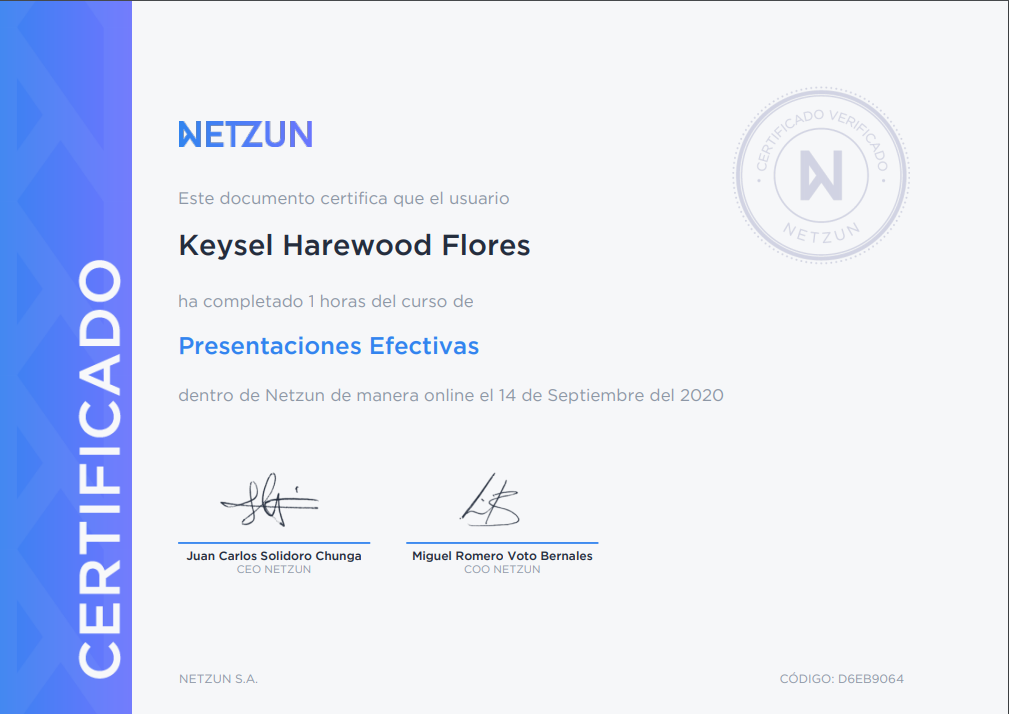 CERTIFICADO
NETZUN
· CERTIFICADO VERIFICADO ·
NETZUN
Este documento certifica que el usuario
Keysel Harewood Flores
ha completado 1 horas del curso de
Presentaciones Efectivas
dentro de Netzun de manera online el 14 de Septiembre del 2020
Juan Carlos Solidoro Chunga
CEO NETZUN
Miguel Romero Voto Bernales
COO NETZUN
NETZUN S.A.
CÓDIGO: D6EB9064